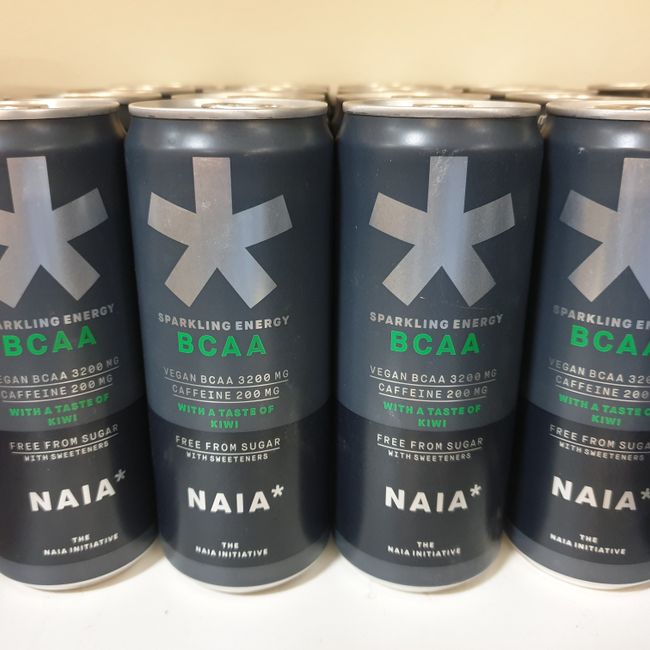 SPARKLING ENERGY
BCAA
VEGAN BCAA 3200 MG
CAFFEINE 200 MG
WITH A TASTE OF
KIWI
FREE FROM SUGAR
WITH SWEETENERS
NAIA*
THE
NAIA INITIATIVE
SPARKLING ENERGY
BCAA
VEGAN BCAA 3200 MG
CAFFEINE 200 MG
WITH A TASTE OF
KIWI
FREE FROM SUGAR
WITH SWEETENERS
NAIA*
THE
NAIA INITIATIVE
SPARKLING ENERGY
BCAA
VEGAN BCAA 3200 MG
CAFFEINE 200 MG
WITH A TASTE OF
KIWI
FREE FROM SUGAR
WITH SWEETENERS
NAIA*
THE
NAIA INITIATIVE
SPARKLING ENE
BCAA
VEGAN BCAA 3200
CAFFEINE 200 MG
WITH A TASTE OF
KIWI
FREE FROM SUGAR
WITH SWEETENERS
NAIA*
THE
NAIA INITIATIVE